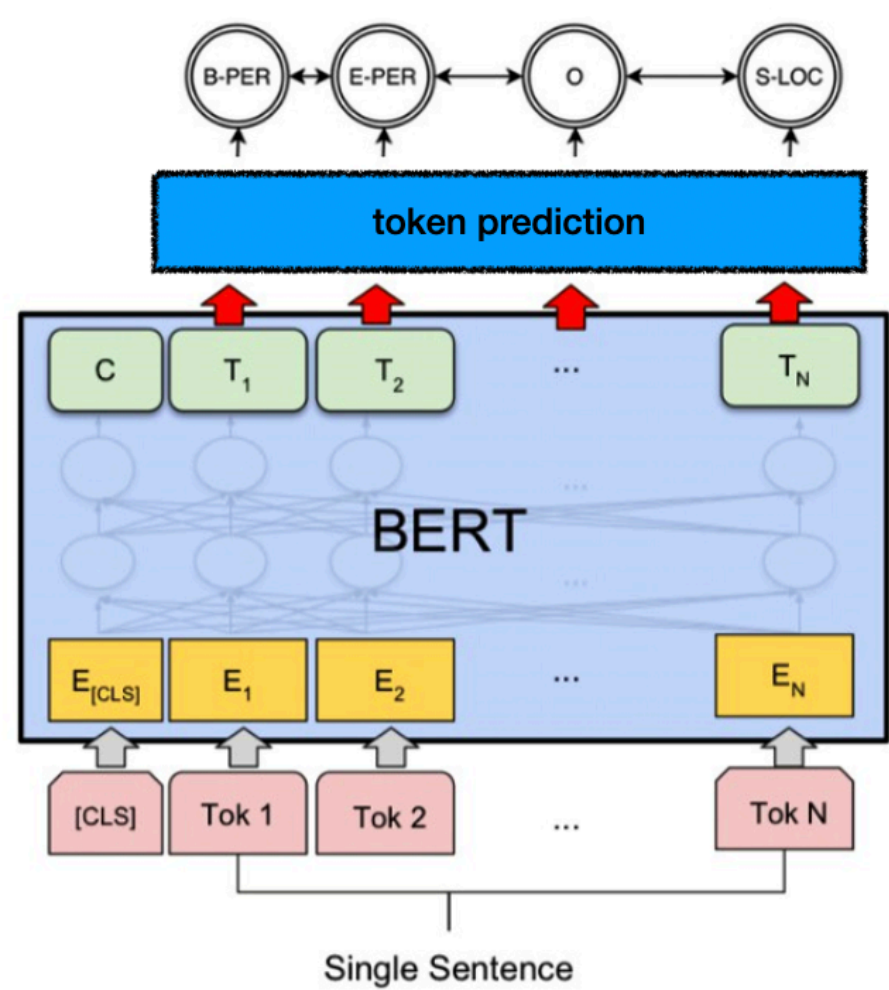 B-PER E-PER O S-LOC
token prediction
C T1 T2 ... TN
...
BERT
...
E[CLS] E1 E2 ... EN
[CLS] Tok 1 Tok 2 ... Tok N
Single Sentence